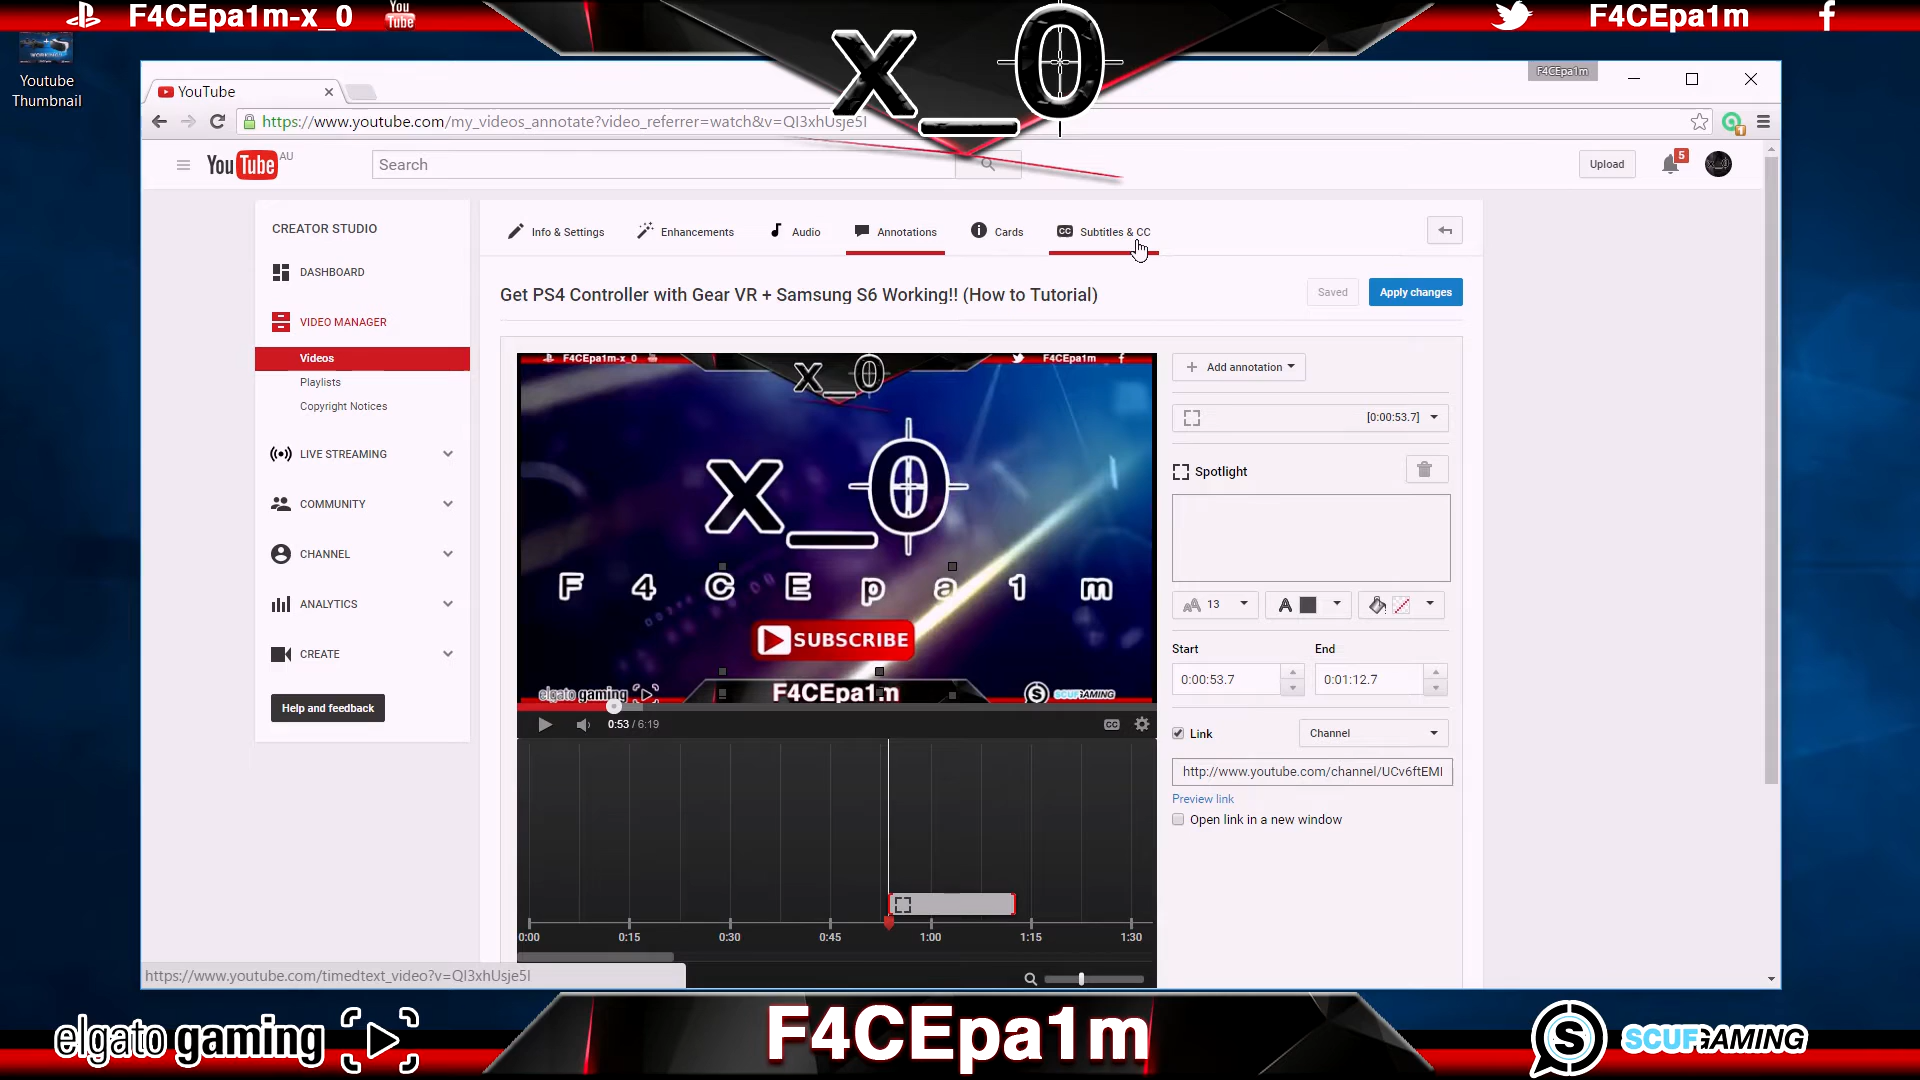 F4CEpa1m-x_0
You
Tube
x_0
F4CEpa1m
Youtube
Thumbnail
F4CEpa1m
YouTube
https://www.youtube.com/my_videos_annotate?video_referrer=watch&v=QI3xhUsje5I
1
YouTube AU
Search
Upload
5
CREATOR STUDIO
DASHBOARD
VIDEO MANAGER
Videos
Playlists
Copyright Notices
LIVE STREAMING
COMMUNITY
CHANNEL
ANALYTICS
CREATE
Help and feedback
Info & Settings
Enhancements
Audio
Annotations
Cards
CC Subtitles & CC
Get PS4 Controller with Gear VR + Samsung S6 Working!! (How to Tutorial)
Saved
Apply changes
F4CEpa1m-x_0
x_0
F4CEpa1m
x_0
F 4 C E p a 1 m
SUBSCRIBE
elgato gaming
F4CEpa1m
SCUFGAMING
0:53 / 6:19
CC
0:00
0:15
0:30
0:45
1:00
1:15
1:30
Add annotation
[0:00:53.7]
Spotlight
13
A
Start
End
0:00:53.7
0:01:12.7
Link
Channel
http://www.youtube.com/channel/UCv6ftEMI
Preview link
Open link in a new window
https://www.youtube.com/timedtext_video?v=QI3xhUsje5I
elgato gaming
F4CEpa1m
S SCUFGAMING